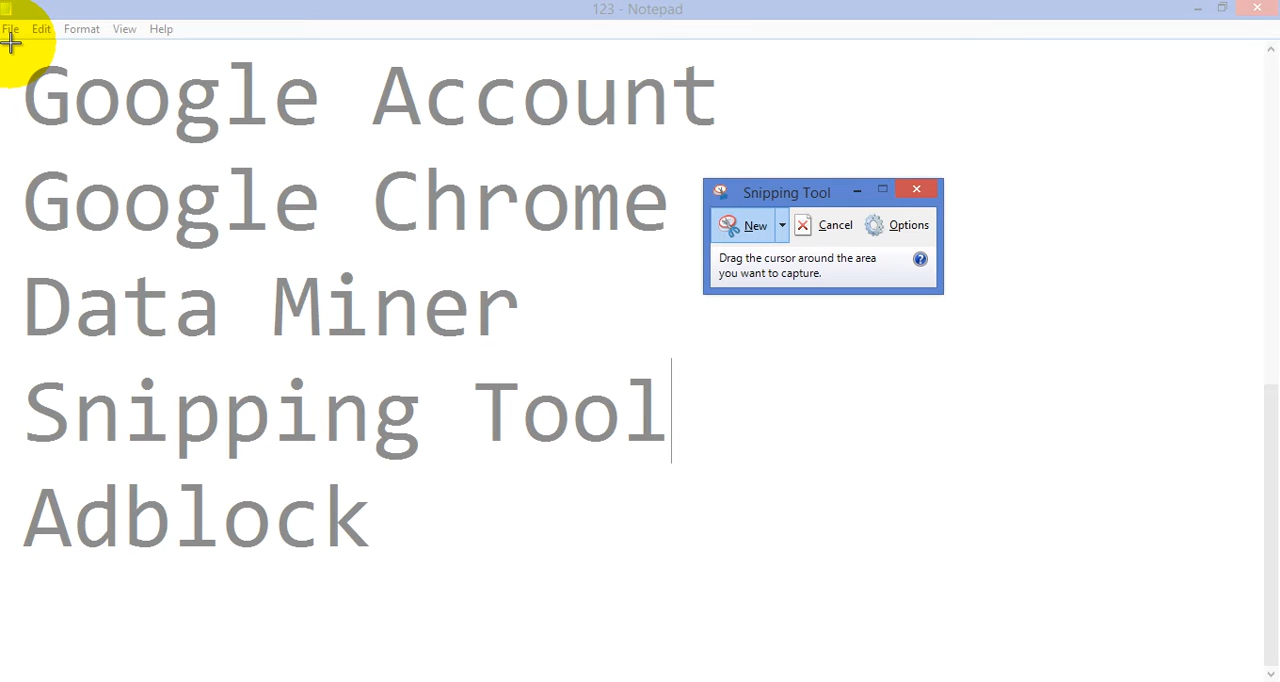 123 - Notepad
File Edit Format View Help
Google Account
Google Chrome
Data Miner
Snipping Tool
Adblock
Snipping Tool
New Cancel Options
Drag the cursor around the area
you want to capture.